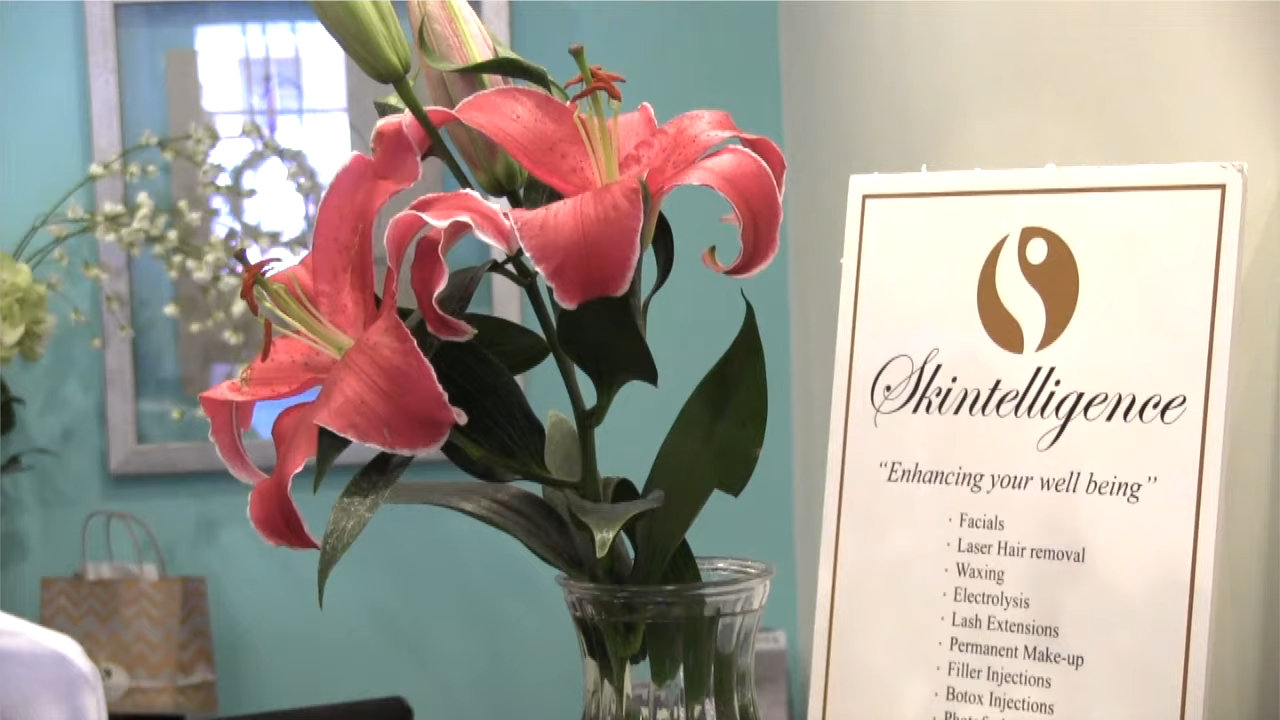 Skintelligence
“Enhancing your well being”
· Facials
· Laser Hair removal
· Waxing
· Electrolysis
· Lash Extensions
· Permanent Make-up
· Filler Injections
· Botox Injections